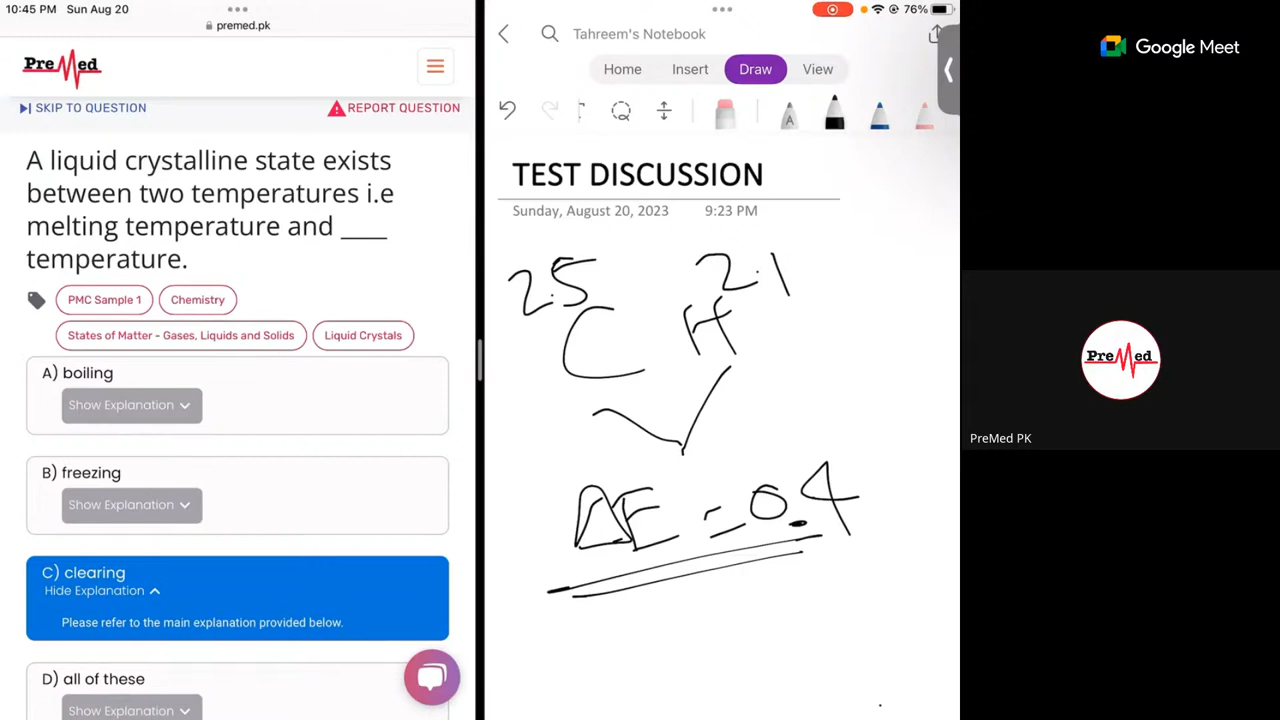 10:45 PM Sun Aug 20
premed.pk
PreMed
SKIP TO QUESTION
REPORT QUESTION
A liquid crystalline state exists
between two temperatures i.e
melting temperature and ____
temperature.
PMC Sample 1
Chemistry
States of Matter - Gases, Liquids and Solids
Liquid Crystals
A) boiling
Show Explanation
B) freezing
Show Explanation
C) clearing
Hide Explanation
Please refer to the main explanation provided below.
D) all of these
Show Explanation
76%
Tahreem's Notebook
Home Insert Draw View
A
TEST DISCUSSION
Sunday, August 20, 2023 9:23 PM
2.5 2.1
C H
ΔE = 0.4
Google Meet
PreMed
PreMed PK